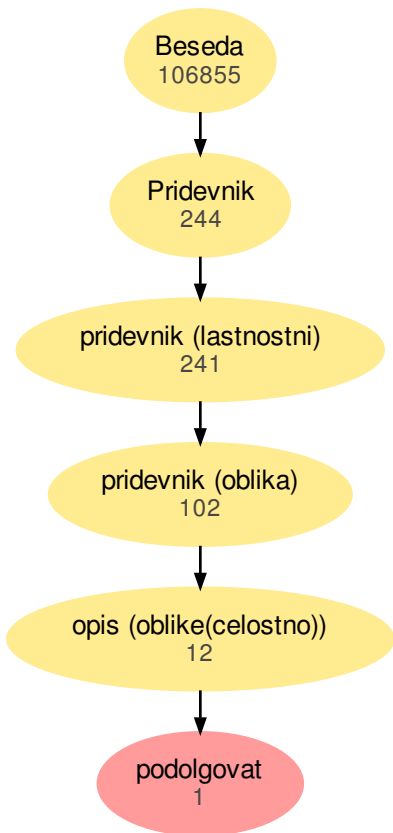 Beseda
106855
Pridevnik
244
pridevnik (lastnostni)
241
pridevnik (oblika)
102
opis (oblike(celostno))
12
podolgovat
1